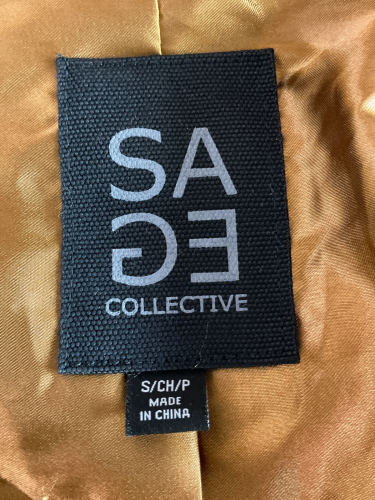 SA
GE
COLLECTIVE
S/CH/P
MADE
IN CHINA